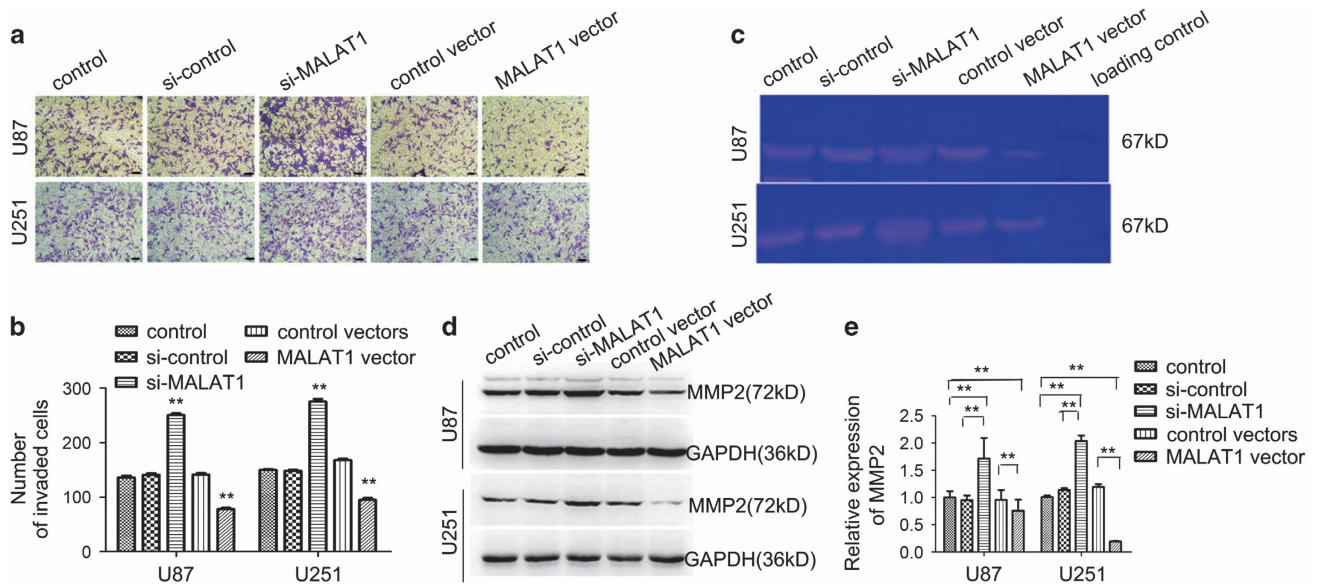 a
control
si-control
si-MALAT1
control vector
MALAT1 vector
U87
U251
b
control
si-control
si-MALAT1
control vectors
MALAT1 vector
Number
of invaded cells
300
200
100
0
**
**
**
**
U87
U251
c
control
si-control
si-MALAT1
control vector
MALAT1 vector
loading control
U87
67kD
U251
67kD
d
control
si-control
si-MALAT1
control vector
MALAT1 vector
U87
MMP2(72kD)
GAPDH(36kD)
U251
MMP2(72kD)
GAPDH(36kD)
e
control
si-control
si-MALAT1
control vectors
MALAT1 vector
Relative expression
of MMP2
2.5
2.0
1.5
1.0
0.5
0.0
**
**
**
**
**
**
**
**
U87
U251